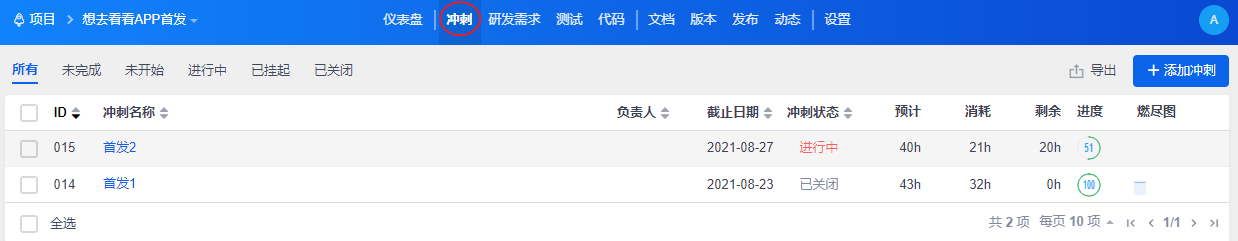 项目 想去看看APP首发 仪表盘 冲刺 研发需求 测试 代码 文档 版本 发布 动态 设置 A
所有 未完成 未开始 进行中 已挂起 已关闭 导出 +添加冲刺
ID 冲刺名称 负责人 截止日期 冲刺状态 预计 消耗 剩余 进度 燃尽图
015 首发2 2021-08-27 进行中 40h 21h 20h 51
014 首发1 2021-08-23 已关闭 43h 32h 0h 100
全选 共 2 项 每页 10 项 1/1